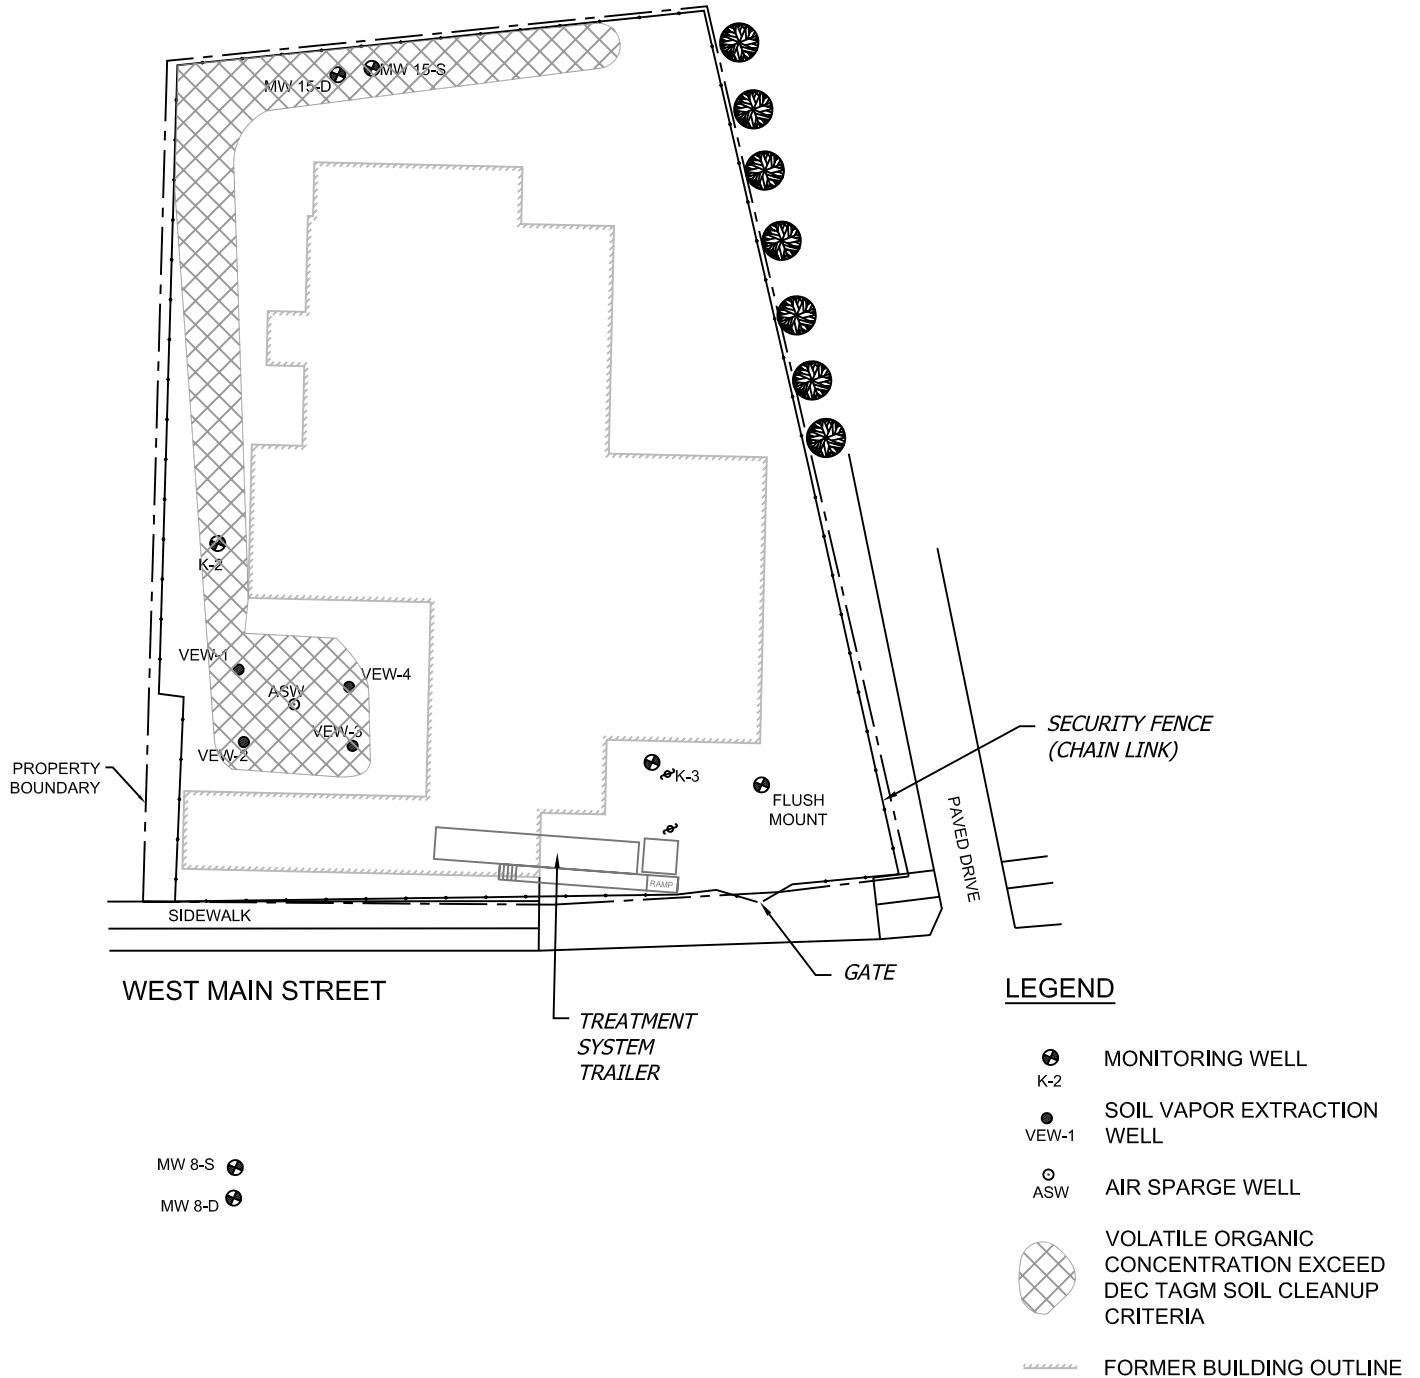 MW 15-D
MW 15-S
K-2
VEW-1
VEW-4
ASW
VEW-3
VEW-2
PROPERTY
BOUNDARY
K-3
FLUSH
MOUNT
SECURITY FENCE
(CHAIN LINK)
PAVED DRIVE
RAMP
SIDEWALK
GATE
WEST MAIN STREET
TREATMENT
SYSTEM
TRAILER
MW 8-S
MW 8-D
LEGEND
K-2
MONITORING WELL
VEW-1
SOIL VAPOR EXTRACTION
WELL
ASW
AIR SPARGE WELL
VOLATILE ORGANIC
CONCENTRATION EXCEED
DEC TAGM SOIL CLEANUP
CRITERIA
FORMER BUILDING OUTLINE